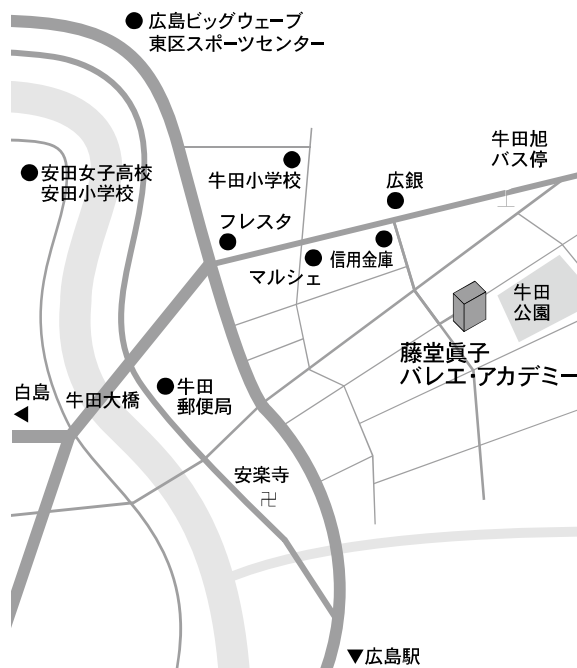 広島ビッグウェーブ
東区スポーツセンター
牛田旭
バス停
安田女子高校
安田小学校
牛田小学校
広銀
フレスタ
マルシェ
信用金庫
牛田
公園
藤堂眞子
バレエ・アカデミー
白島
牛田大橋
牛田
郵便局
安楽寺
卍
▼広島駅